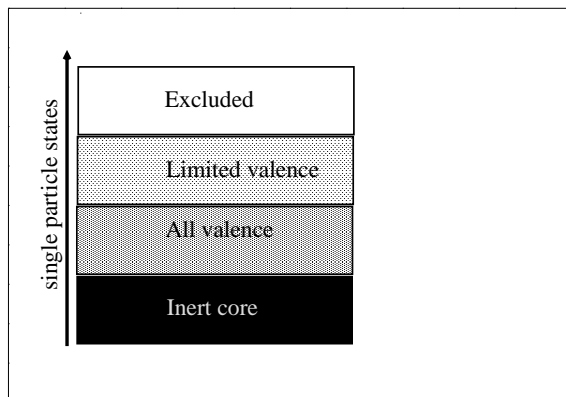 single particle states
Excluded
Limited valence
All valence
Inert core